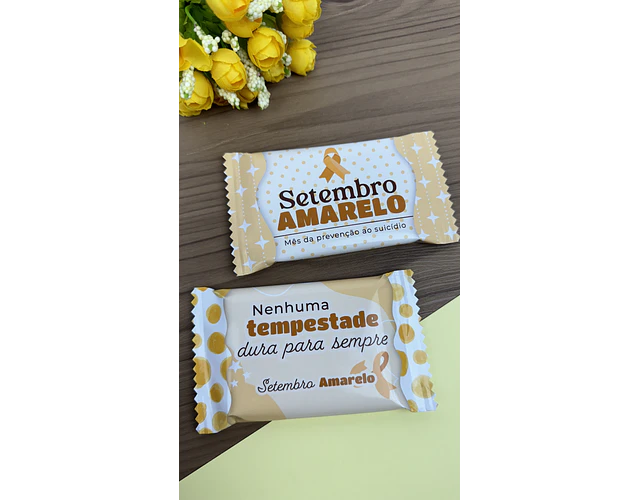 Setembro
AMARELO
Mês da prevenção ao suicídio
Nenhuma
tempestade
dura para sempre
Setembro Amarelo